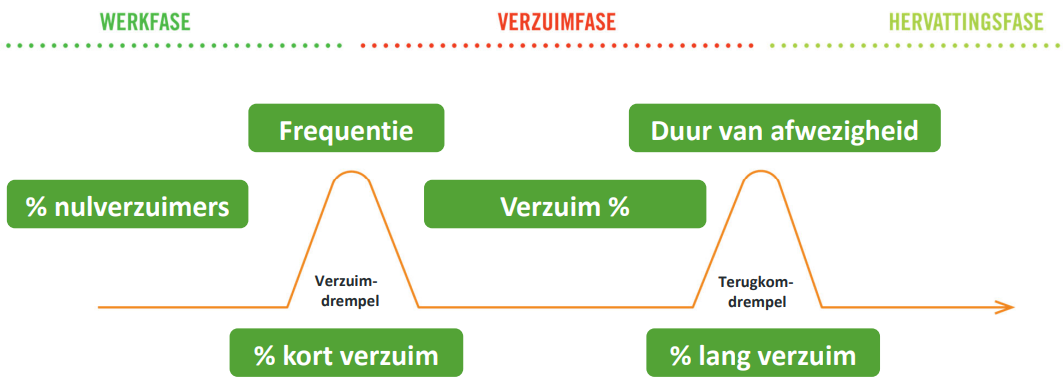 WERKFASE
VERZUIMFASE
HERVATTINGSFASE
Frequentie
Duur van afwezigheid
% nulverzuimers
Verzuim %
Verzuim-
drempel
Terugkom-
drempel
% kort verzuim
% lang verzuim